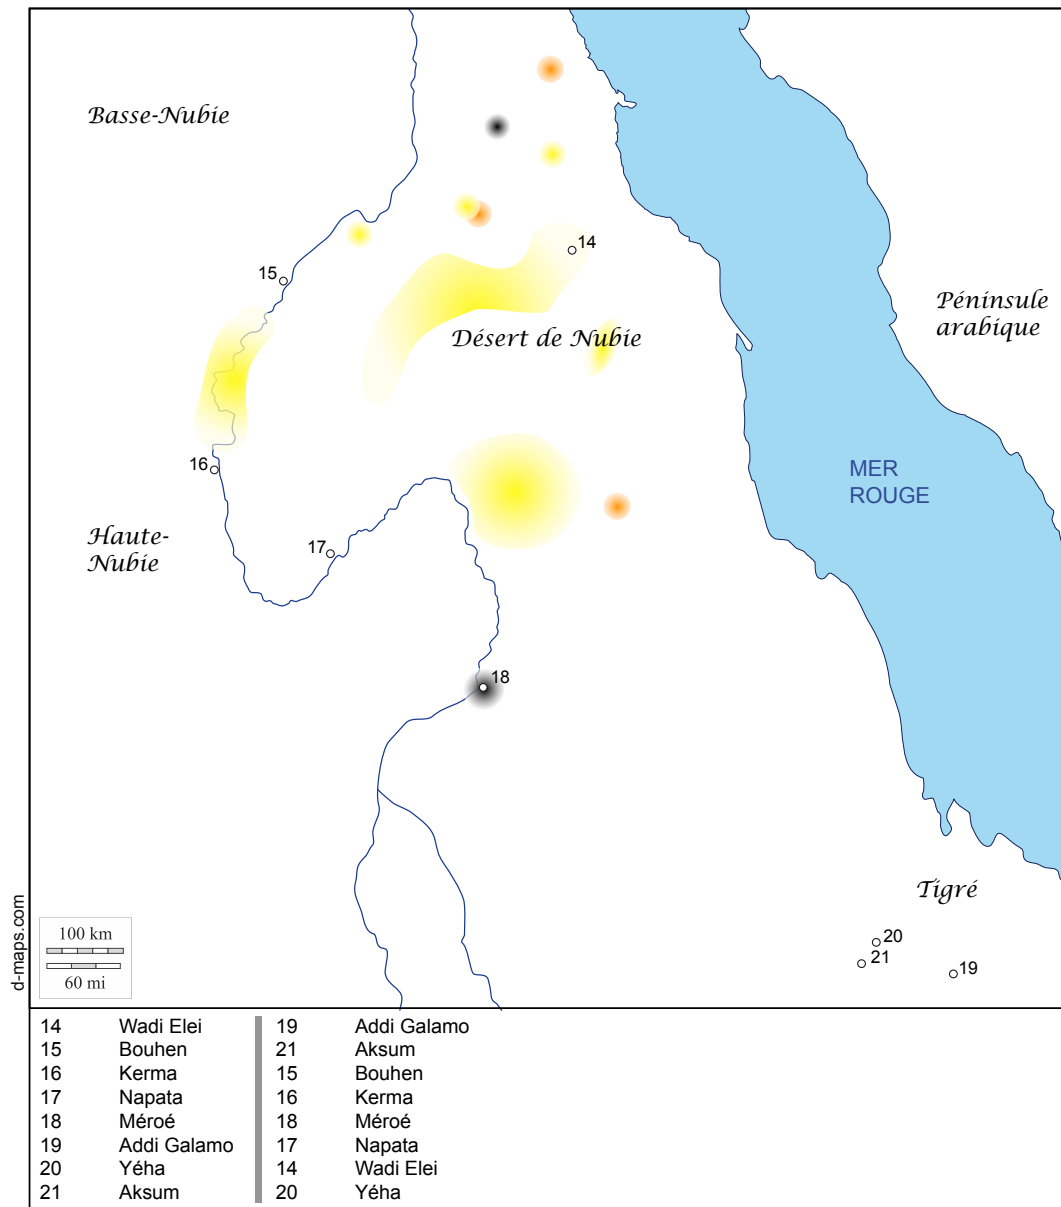 Basse-Nubie
14
15
Péninsule
arabique
Désert de Nubie
16
MER
ROUGE
Haute-
Nubie
17
18
Tigré
d-maps.com
100 km
60 mi
20
21
19
14 Wadi Elei 19 Addi Galamo
15 Bouhen 21 Aksum
16 Kerma 15 Bouhen
17 Napata 16 Kerma
18 Méroé 18 Méroé
19 Addi Galamo 17 Napata
20 Yéha 14 Wadi Elei
21 Aksum 20 Yéha